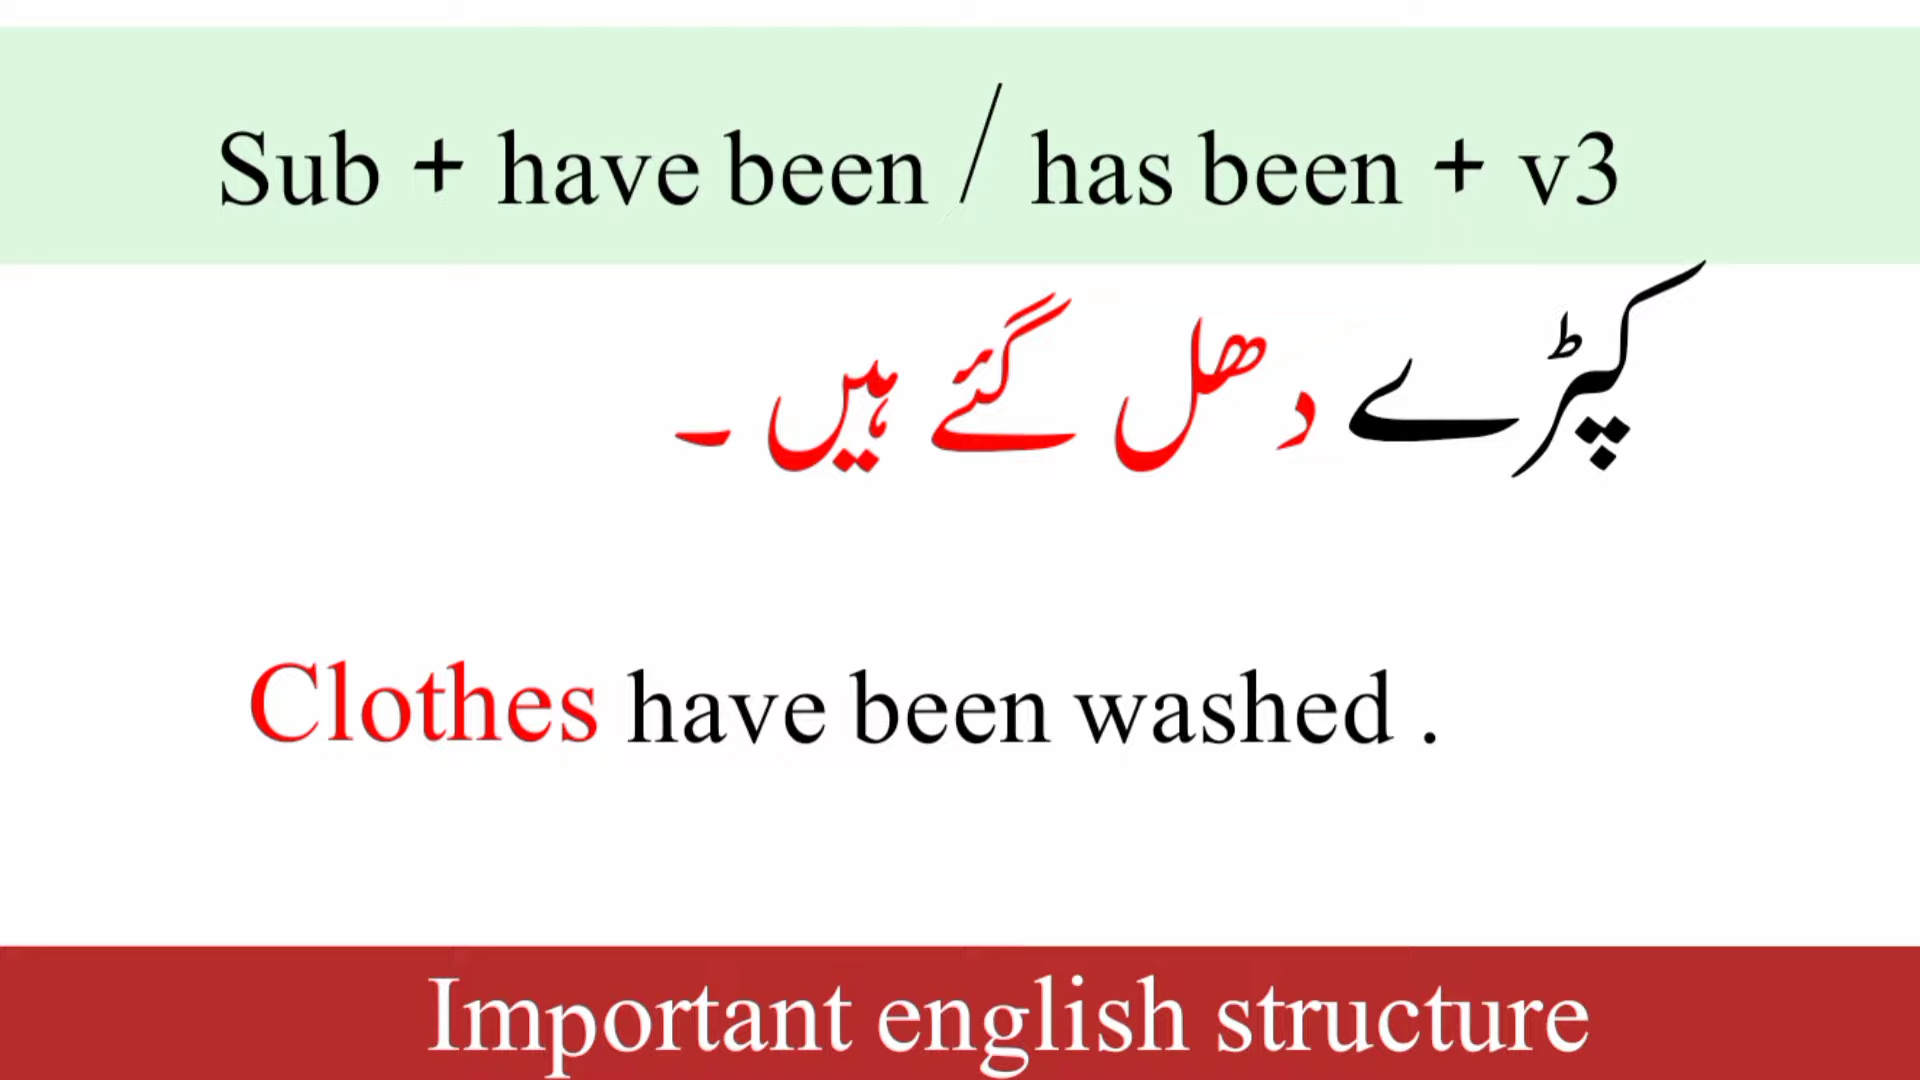 Sub + have been / has been + v3
کپڑے دھل گئے ہیں ۔
Clothes have been washed .
Important english structure